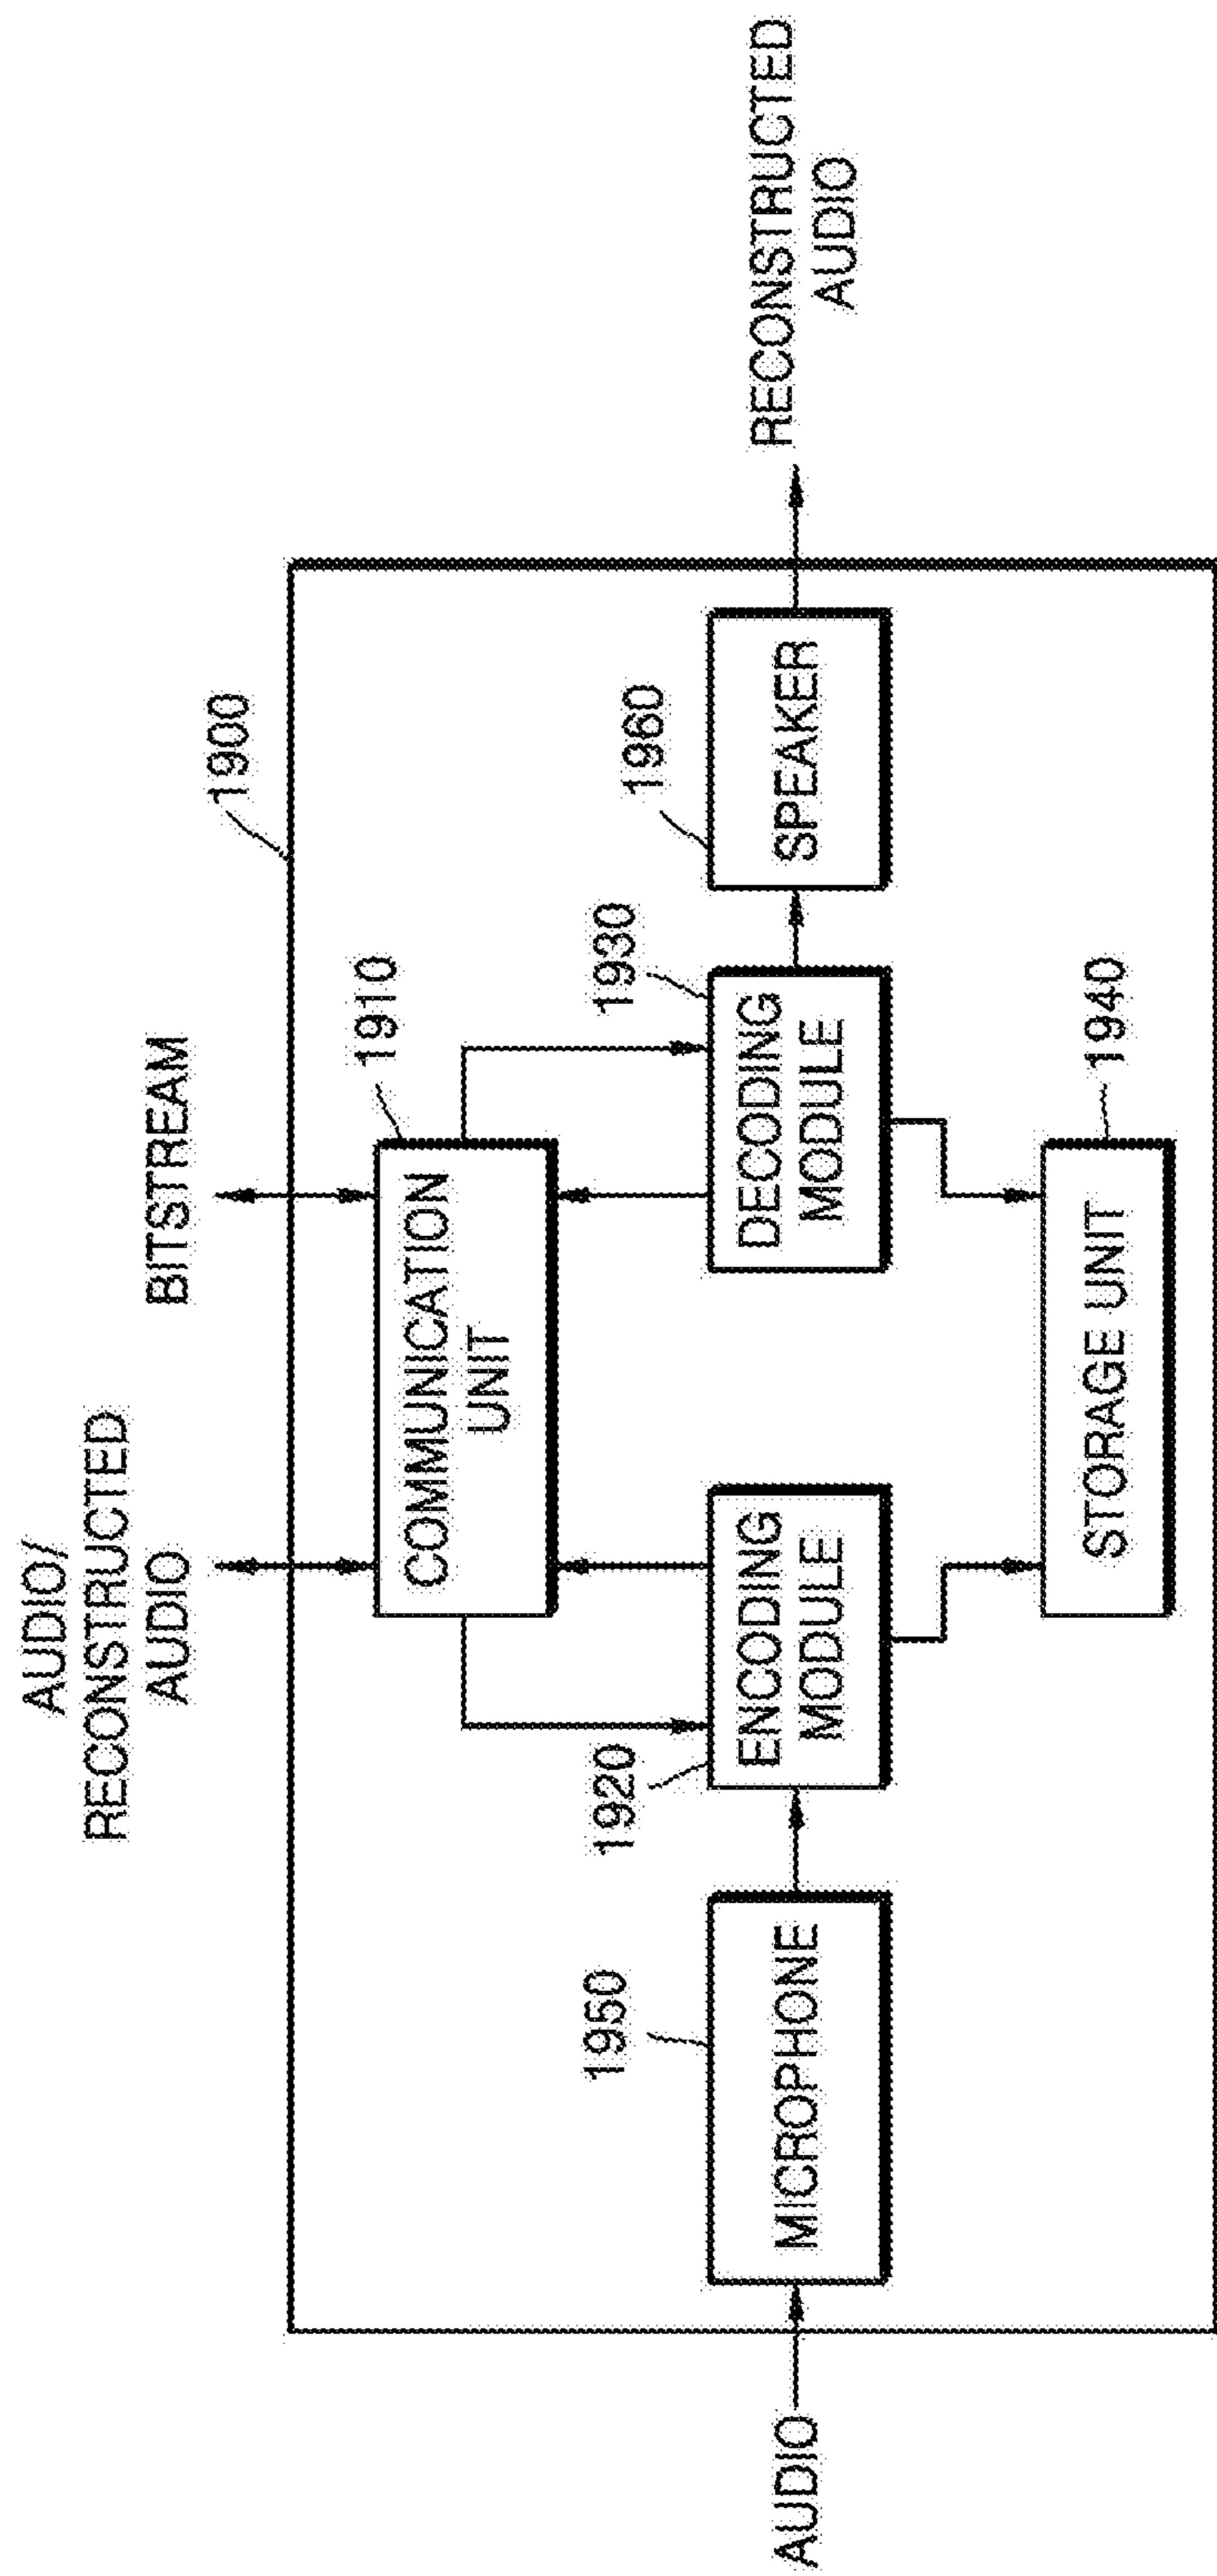 AUDIO/
RECONSTRUCTED
AUDIO
BITSTREAM
1900
COMMUNICATION
UNIT
1910
1950
MICROPHONE
1920
ENCODING
MODULE
1930
DECODING
MODULE
1960
SPEAKER
AUDIO
RECONSTRUCTED
AUDIO
STORAGE UNIT
1940